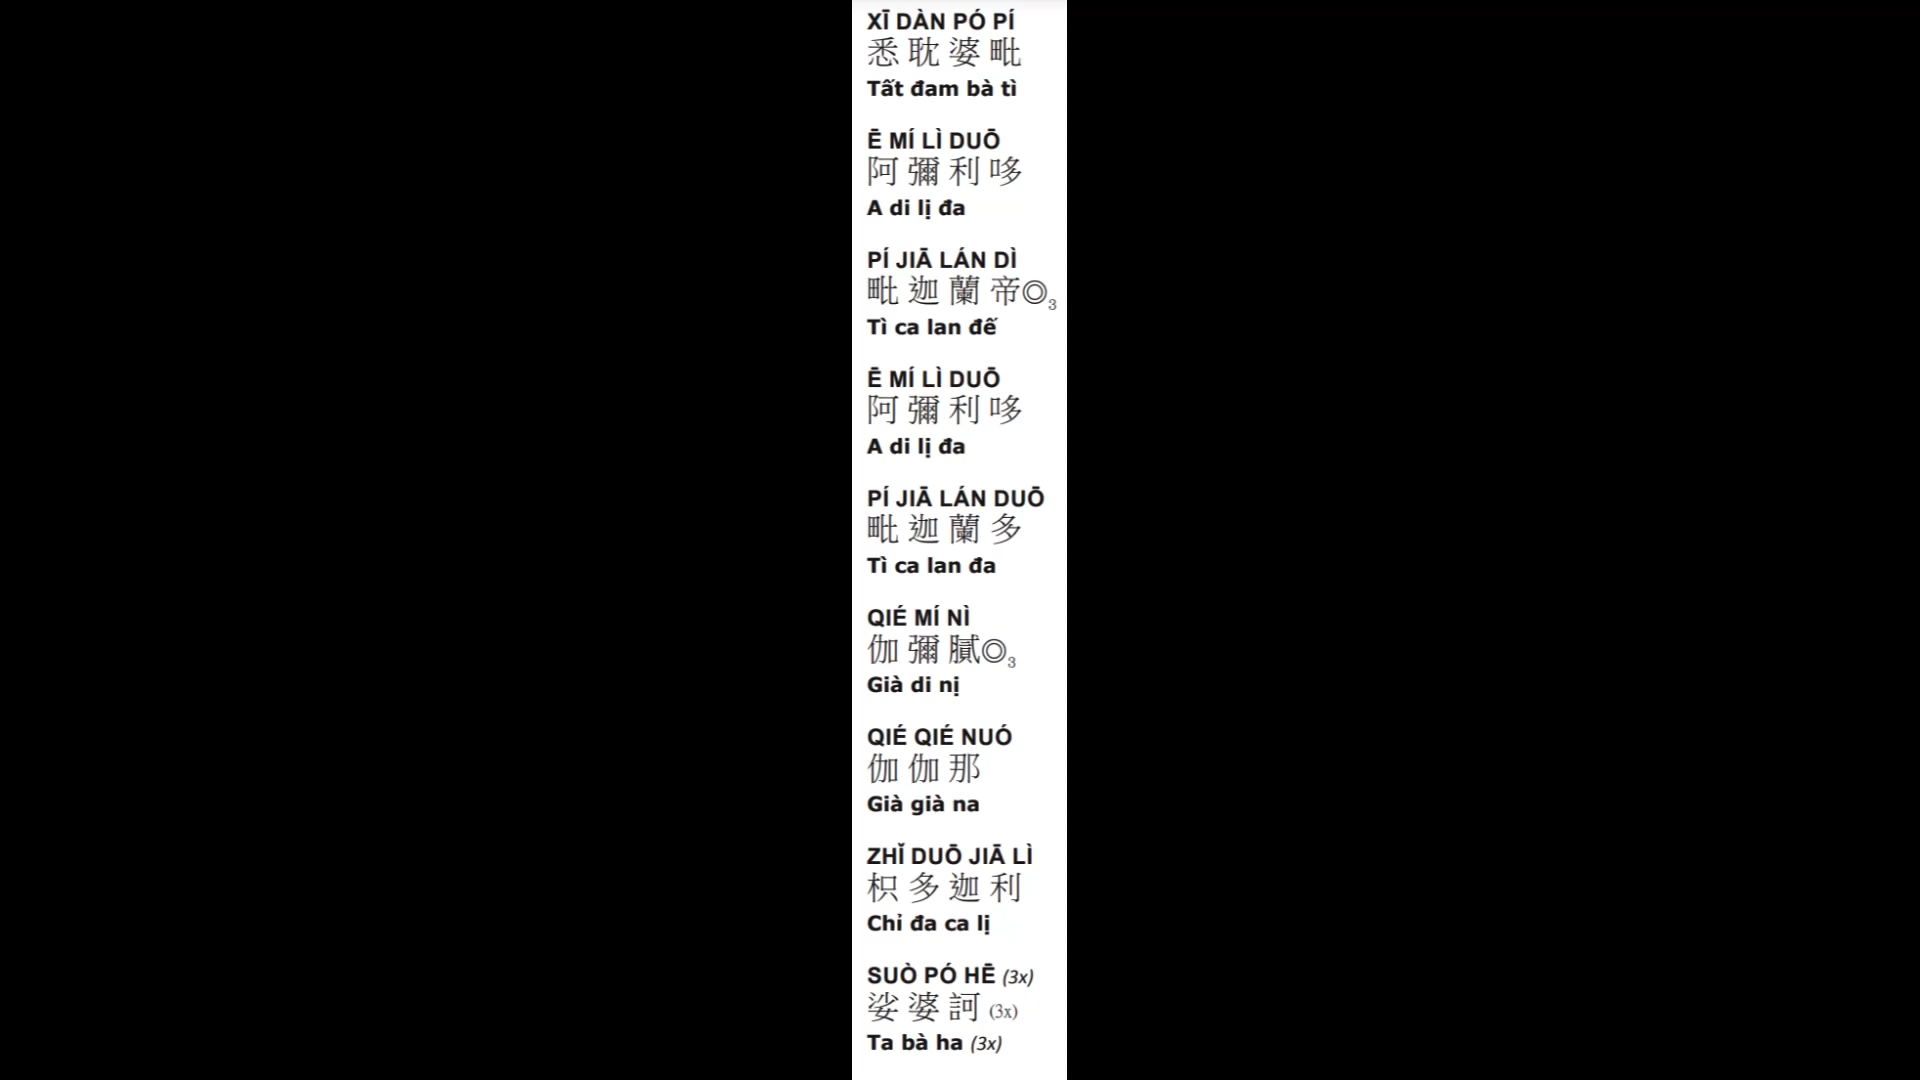 XĪ DÀN PÓ PÍ
悉 耽 婆 毗
Tất đam bà tì
Ē MÍ LÌ DUŌ
阿 彌 利 哆
A di lị đa
PÍ JIĀ LÁN DÌ
毗 迦 蘭 帝◎3
Tì ca lan đế
Ē MÍ LÌ DUŌ
阿 彌 利 哆
A di lị đa
PÍ JIĀ LÁN DUŌ
毗 迦 蘭 多
Tì ca lan đa
QIÉ MÍ NÌ
伽 彌 膩◎3
Già di nị
QIÉ QIÉ NUÓ
伽 伽 那
Già già na
ZHǏ DUŌ JIĀ LÌ
枳 多 迦 利
Chỉ đa ca lị
SUÒ PÓ HĒ (3x)
娑 婆 訶 (3x)
Ta bà ha (3x)